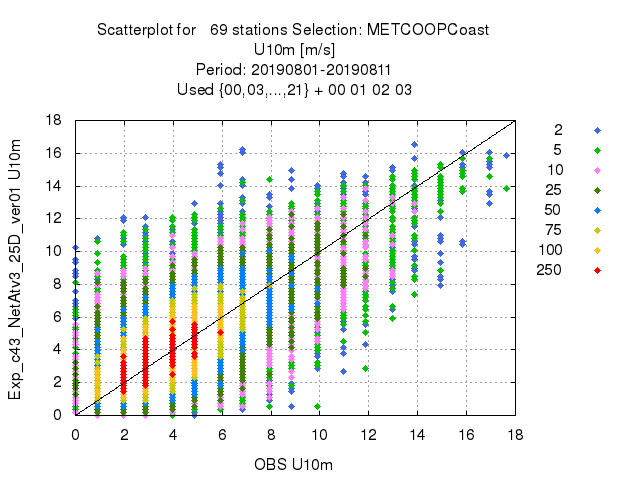 Scatterplot for 69 stations Selection: METCOOPCoast
U10m [m/s]
Period: 20190801-20190811
Used {00,03,...,21} + 00 01 02 03
Exp_c43_NetAtv3_25D_ver01 U10m
18
16
14
12
10
8
6
4
2
0
0 2 4 6 8 10 12 14 16 18
OBS U10m
2
5
10
25
50
75
100
250